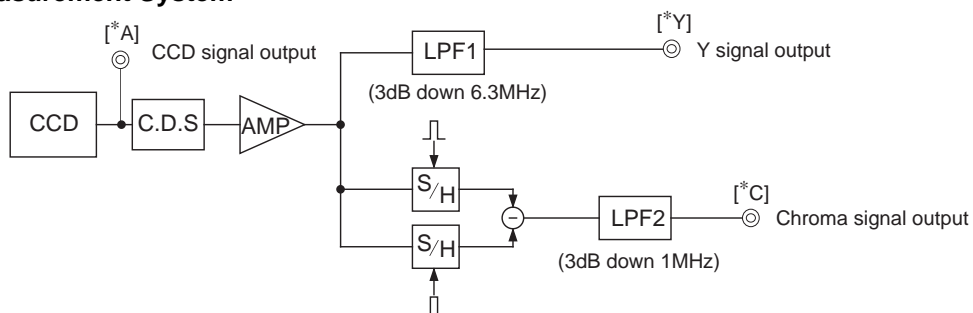 asurement System
[*A]
CCD signal output
[*Y]
LPF1
Y signal output
(3dB down 6.3MHz)
CCD
C.D.S
AMP
S/H
[*C]
LPF2
Chroma signal output
S/H
(3dB down 1MHz)